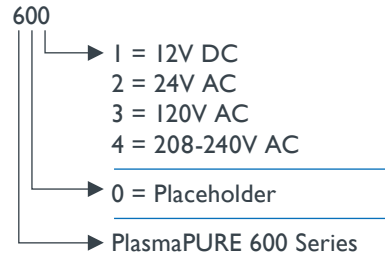 600
1 = 12V DC
2 = 24V AC
3 = 120V AC
4 = 208-240V AC
0 = Placeholder
PlasmaPURE 600 Series